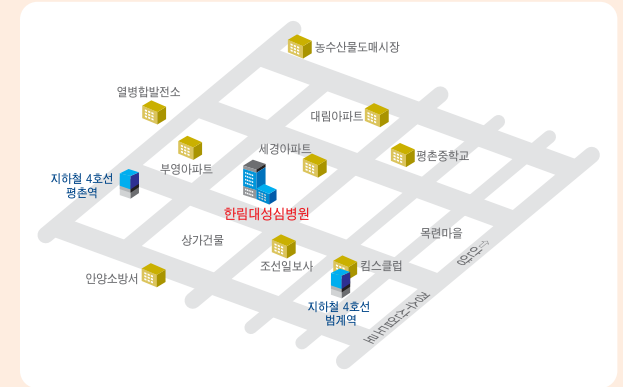 농수산물도매시장
열병합발전소
대림아파트
세경아파트
평촌중학교
부영아파트
지하철 4호선
평촌역
한림대성심병원
목련마을
상가건물
조선일보사
킴스클럽
안양소방서
지하철 4호선
범계역